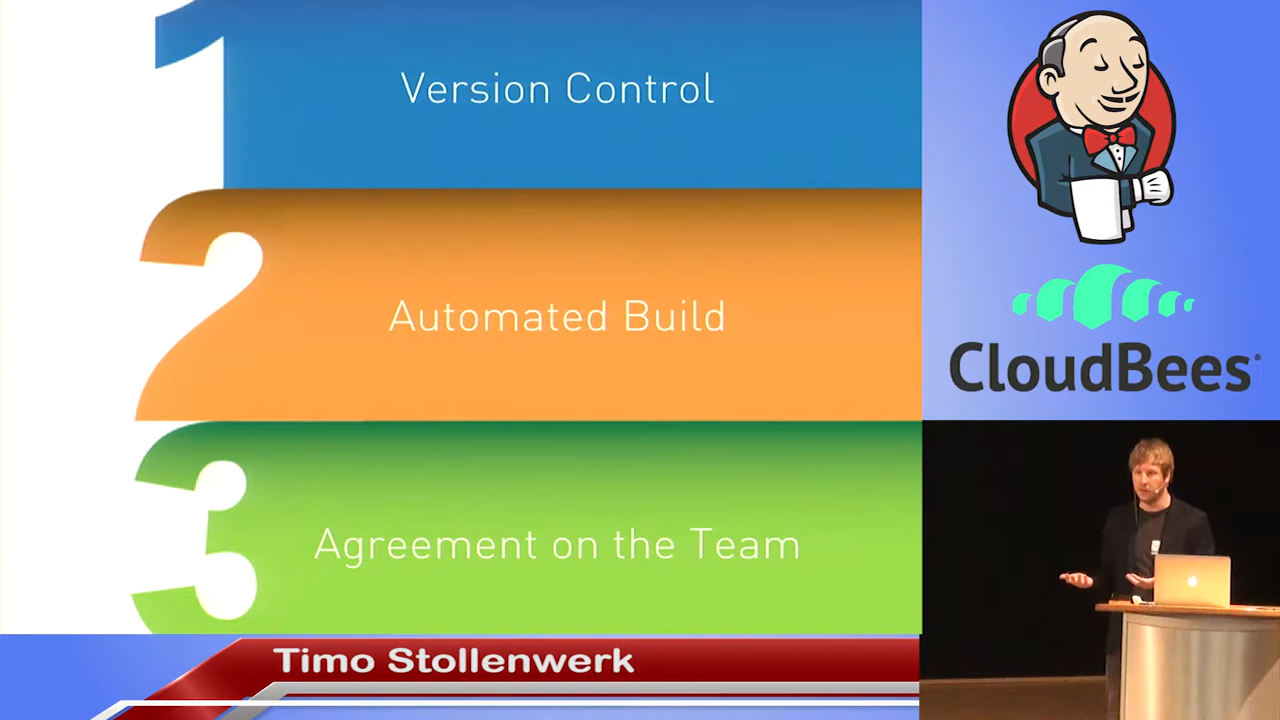 1
Version Control
2
Automated Build
3
Agreement on the Team
CloudBees
Timo Stollenwerk